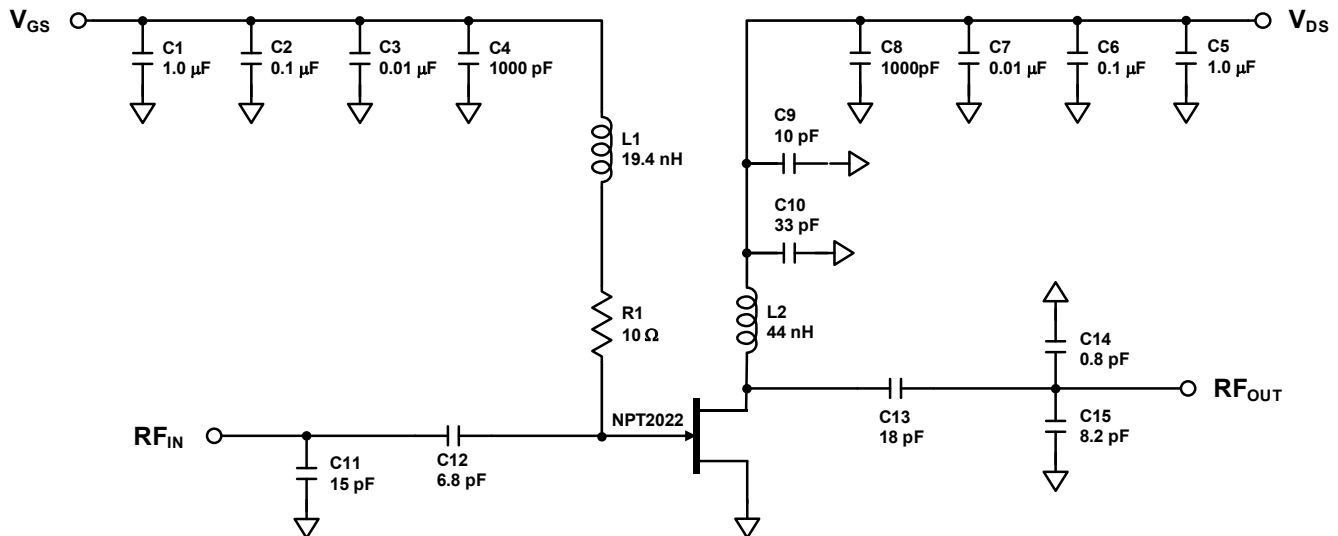 VGS
C1
1.0 µF
C2
0.1 µF
C3
0.01 µF
C4
1000 pF
C8
1000pF
C7
0.01 µF
C6
0.1 µF
C5
1.0 µF
VDS
C9
10 pF
L1
19.4 nH
C10
33 pF
R1
10 Ω
L2
44 nH
C14
0.8 pF
RFOUT
C13
18 pF
C15
8.2 pF
NPT2022
RFIN
C11
15 pF
C12
6.8 pF